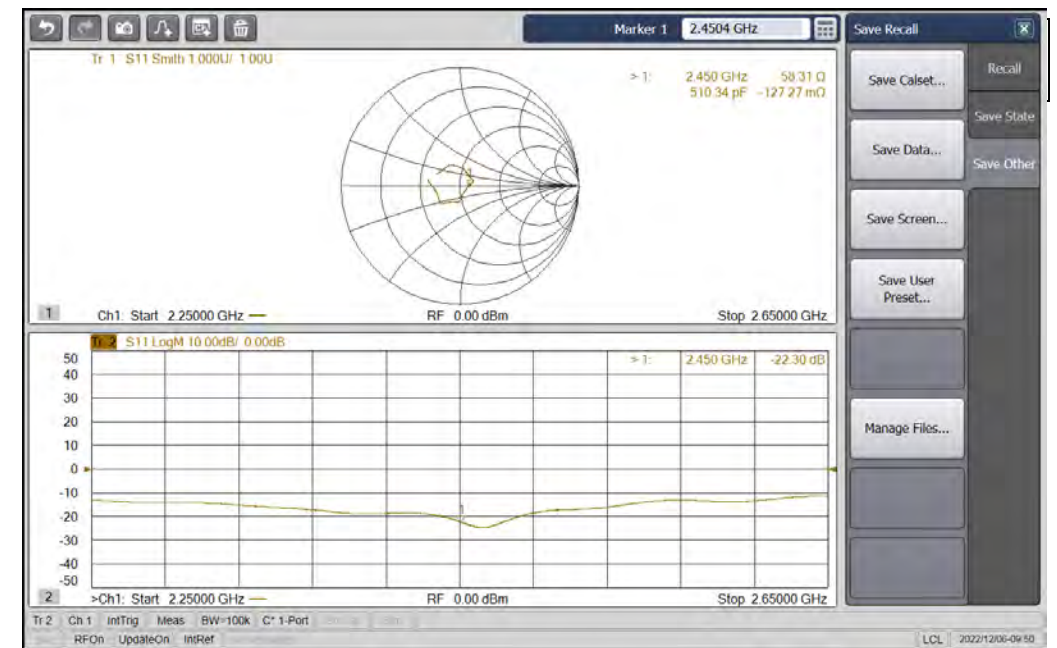 Marker 1 2.4504 GHz
Save Recall
Tr 1 S11 Smith 1.000U/ 1.00U
> 1: 2.450 GHz 58.31 Ω
510.34 pF -127.27 mΩ
1
Ch1: Start 2.25000 GHz
RF 0.00 dBm
Stop 2.65000 GHz
1
Tr 2 S11 LogM 10.00dB/ 0.00dB
> 1: 2.450 GHz -22.30 dB
50
40
30
20
10
0
-10
-20
-30
-40
-50
1
2
>Ch1: Start 2.25000 GHz
RF 0.00 dBm
Stop 2.65000 GHz
Save Calset...
Save Data...
Save Screen...
Save User
Preset...
Manage Files...
Recall
Save State
Save Other
Tr 2 Ch 1 IntTrig Meas BW=100k C* 1-Port
RFOn UpdateOn IntRef
LCL 2022/12/06-09:50